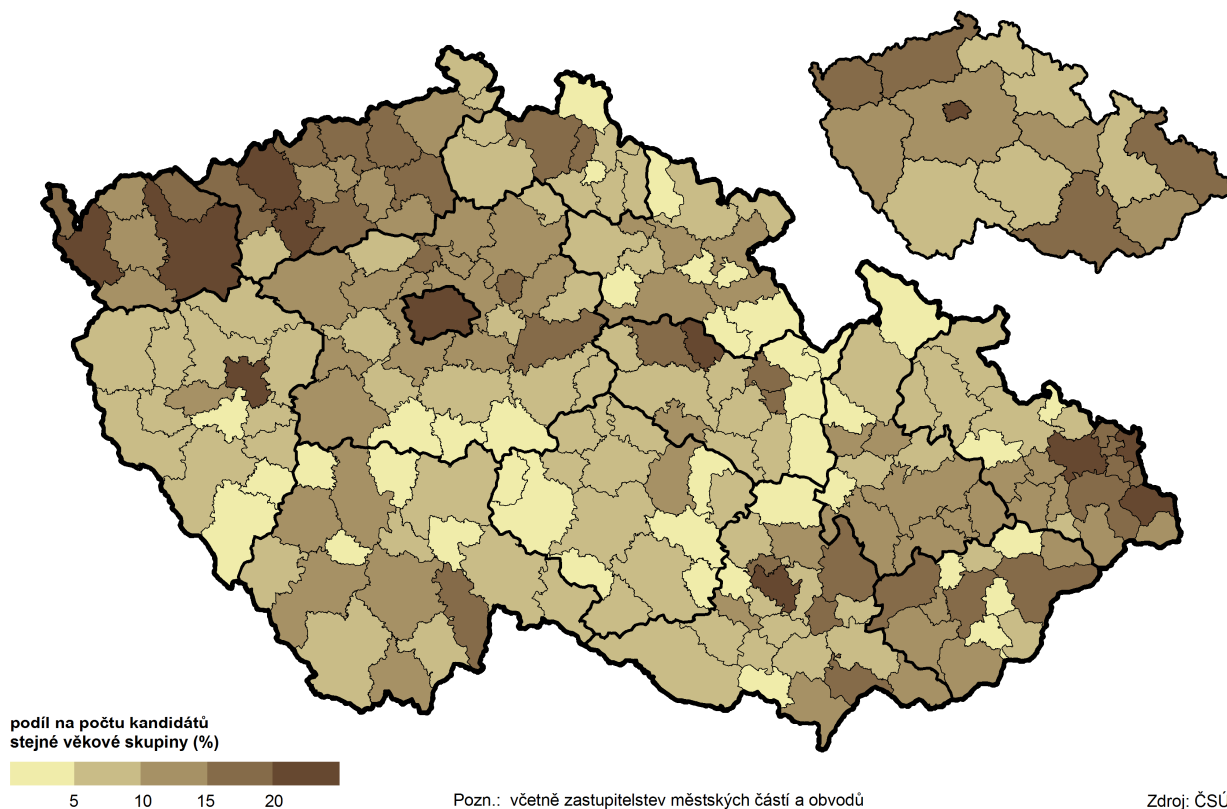 podíl na počtu kandidátů
stejné věkové skupiny (%)
5 10 15 20
Pozn.: včetně zastupitelstev městských částí a obvodů
Zdroj: ČSÚ